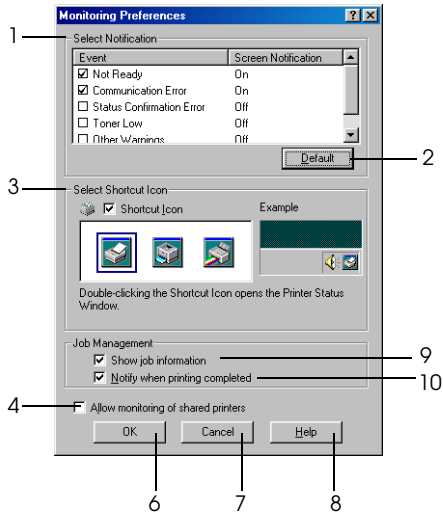 Monitoring Preferences
1
Select Notification
Event Screen Notification
Not Ready On
Communication Error On
Status Confirmation Error Off
Toner Low Off
Other Warnings Off
Default
2
3
Select Shortcut Icon
Shortcut Icon
Example
Double-clicking the Shortcut Icon opens the Printer Status
Window.
Job Management
Show job information
9
Notify when printing completed
10
4
Allow monitoring of shared printers
OK Cancel Help
6 7 8